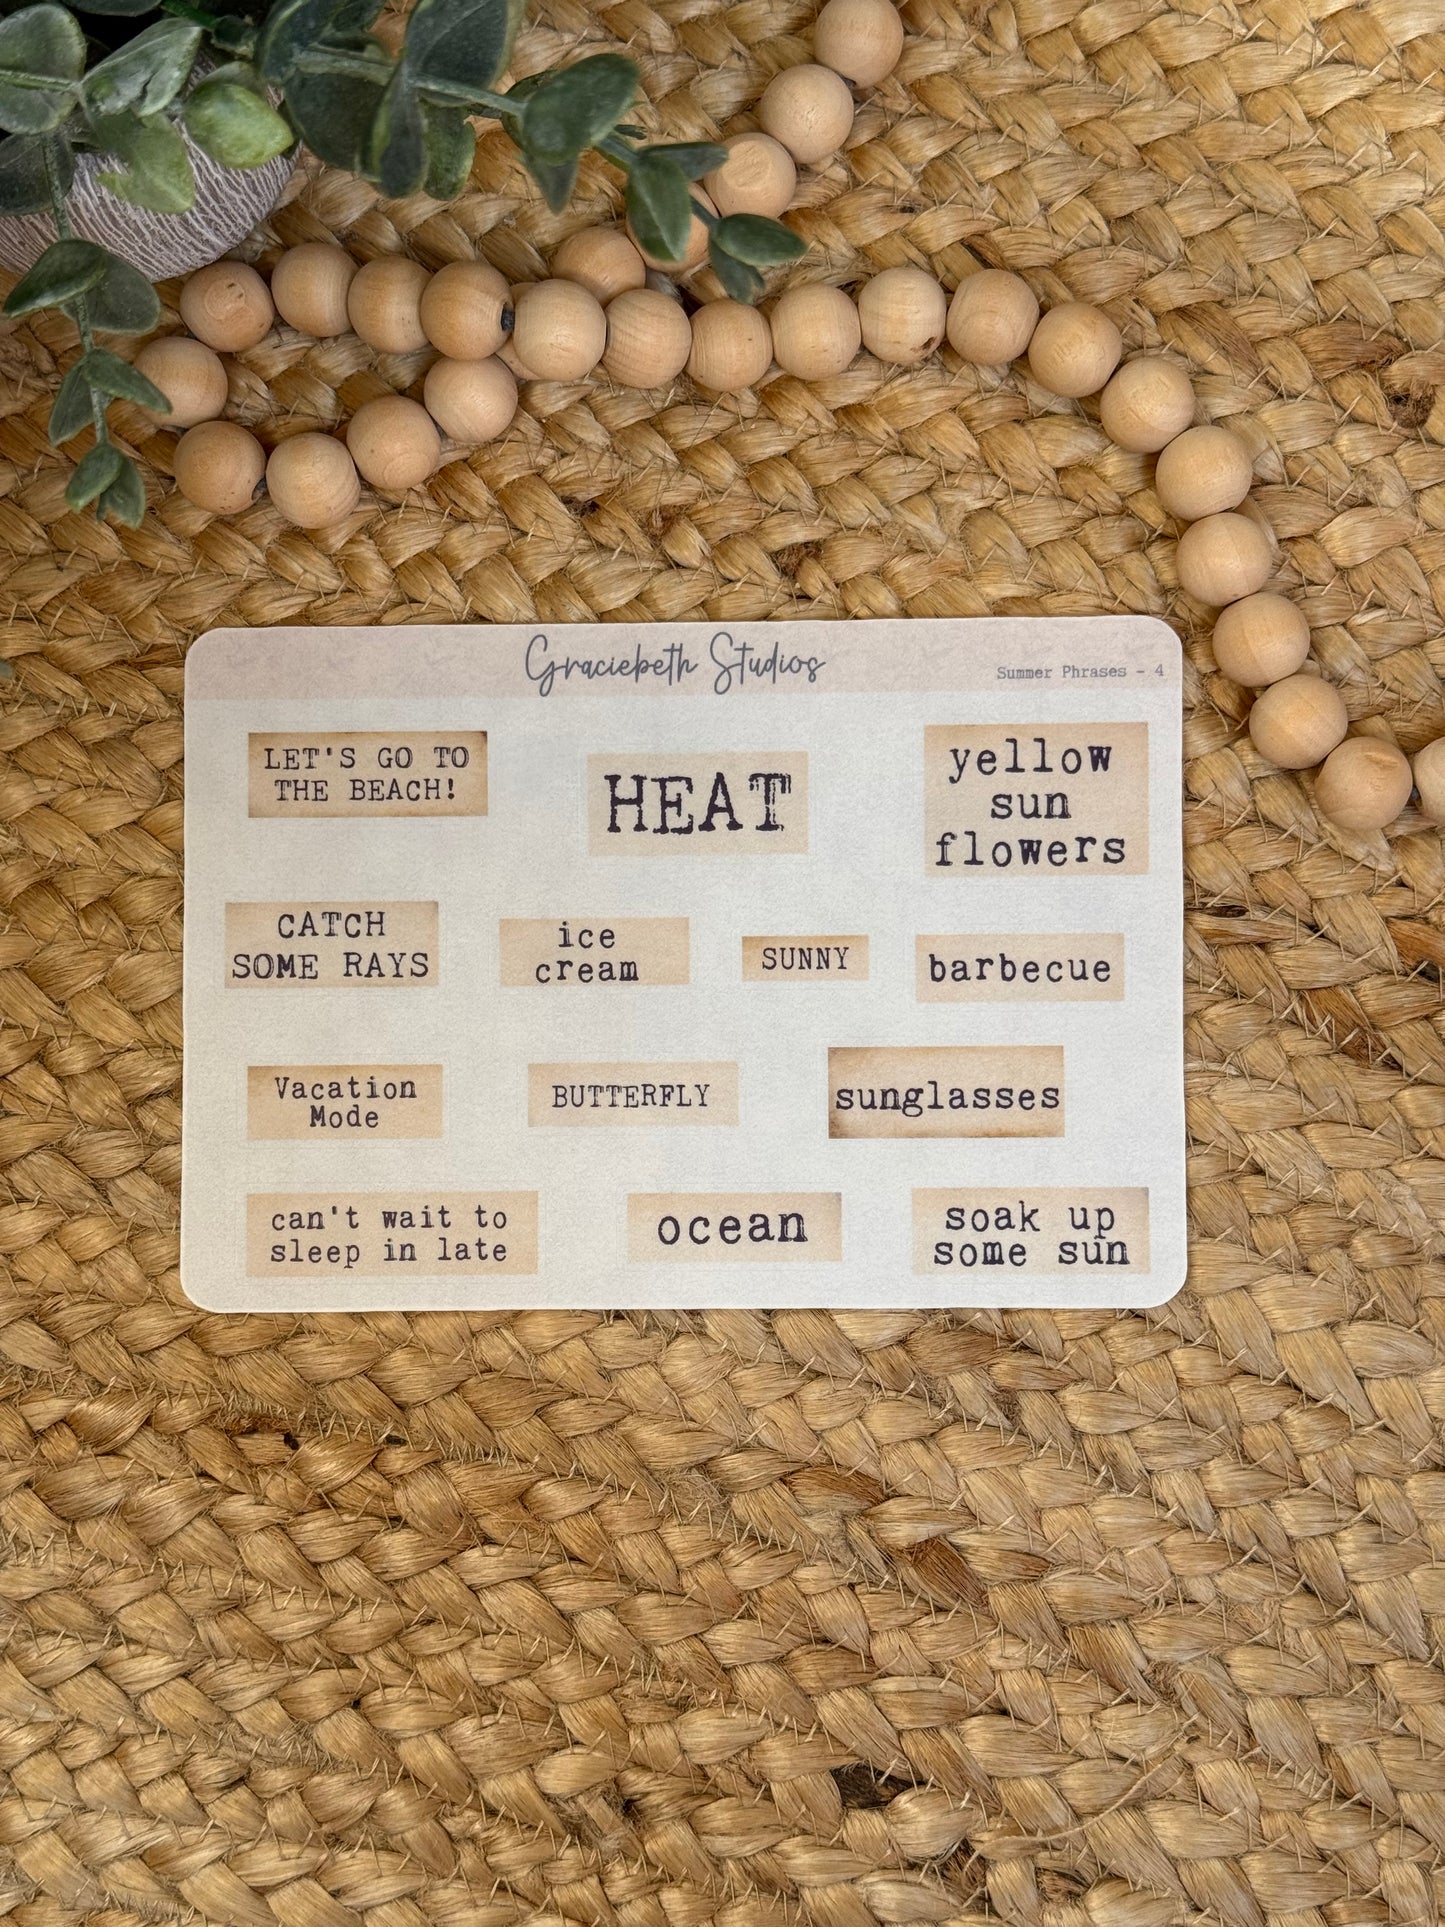 Graciebeth Studios
Summer Phrases - 4
LET'S GO TO
THE BEACH!
HEAT
yellow
sun
flowers
CATCH
SOME RAYS
ice
cream
SUNNY
barbecue
Vacation
Mode
BUTTERFLY
sunglasses
can't wait to
sleep in late
ocean
soak up
some sun